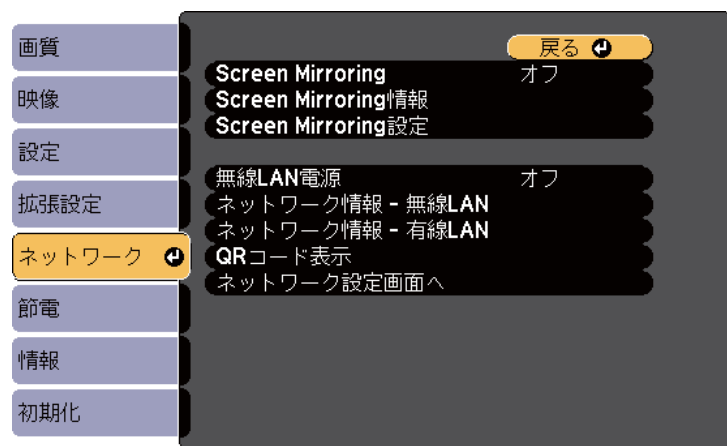 画質
映像
設定
拡張設定
ネットワーク
節電
情報
初期化
戻る
Screen Mirroring オフ
Screen Mirroring情報
Screen Mirroring設定
無線LAN電源 オフ
ネットワーク情報 - 無線LAN
ネットワーク情報 - 有線LAN
QRコード表示
ネットワーク設定画面へ